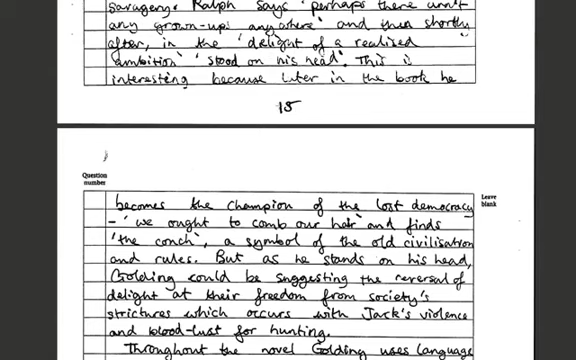 savagery. Ralph says 'perhaps there aren't
any grown-ups anywhere' and then shortly
after, in the 'delight of a realised
ambition' 'stood on his head'. This is
interesting because later in the book he
15
Question
number
Leave
blank
becomes the champion of the lost democracy
- 'we ought to comb our hair' and finds
'the conch', a symbol of the old civilisation
and rules. But as he stands on his head,
Golding could be suggesting the reversal of
delight at their freedom from society's
strictures which occurs with Jack's violence
and blood-lust for hunting.
Throughout the novel Golding uses language